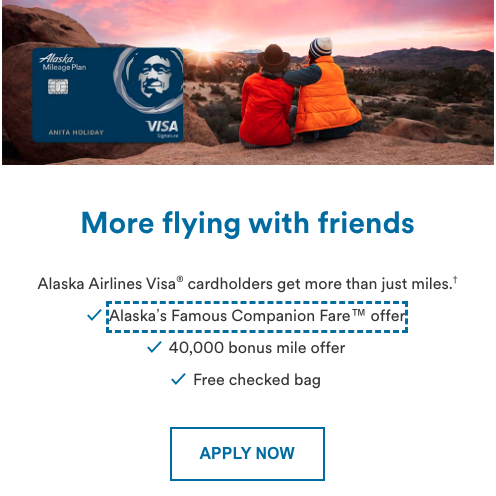 Alaska
Mileage Plan
ANITA HOLIDAY
VISA
Signature
More flying with friends
Alaska Airlines Visa® cardholders get more than just miles.†
✓ Alaska's Famous Companion Fare™ offer
✓ 40,000 bonus mile offer
✓ Free checked bag
APPLY NOW